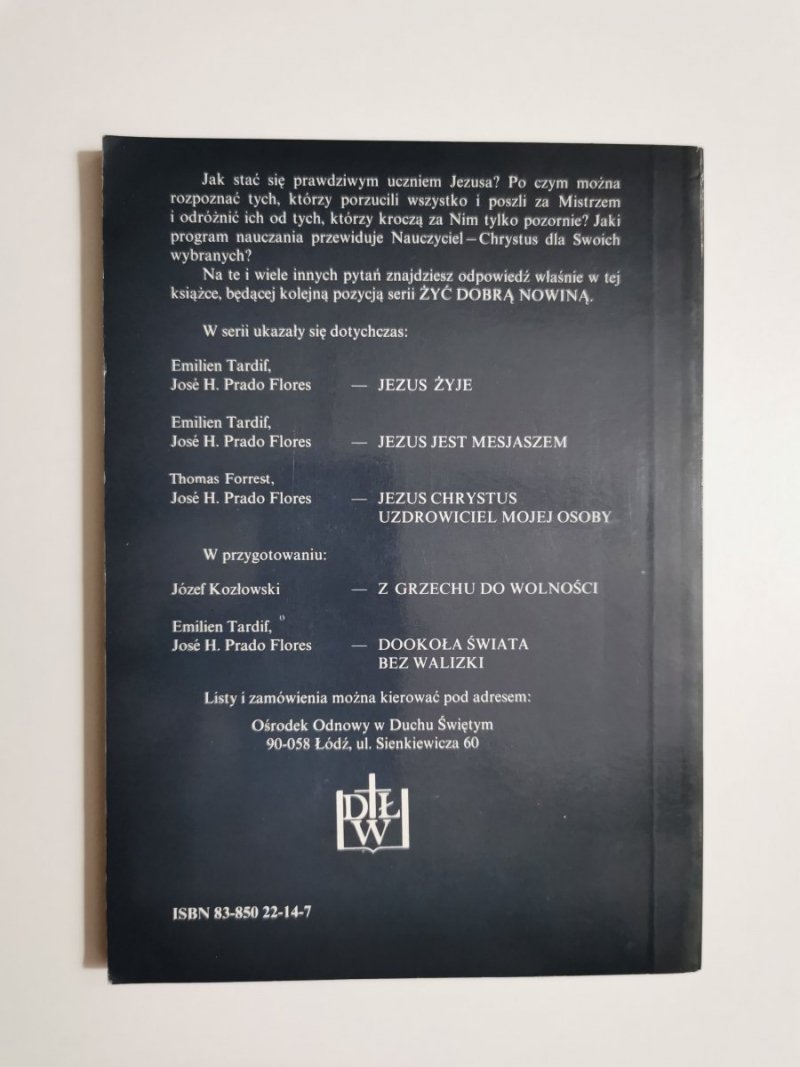 Jak stać się prawdziwym uczniem Jezusa? Po czym można
rozpoznać tych, którzy porzucili wszystko i poszli za Mistrzem
i odróżnić ich od tych, którzy kroczą za Nim tylko pozornie? Jaki
program nauczania przewiduje Nauczyciel—Chrystus dla Swoich
wybranych?
Na te i wiele innych pytań znajdziesz odpowiedź właśnie w tej
książce, będącej kolejną pozycją serii ŻYĆ DOBRĄ NOWINĄ.
W serii ukazały się dotychczas:
Emilien Tardif,
José H. Prado Flores — JEZUS ŻYJE
Emilien Tardif,
José H. Prado Flores — JEZUS JEST MESJASZEM
Thomas Forrest,
José H. Prado Flores — JEZUS CHRYSTUS
UZDROWICIEL MOJEJ OSOBY
W przygotowaniu:
Józef Kozłowski — Z GRZECHU DO WOLNOŚCI
Emilien Tardif,
José H. Prado Flores — DOOKOŁA ŚWIATA
BEZ WALIZKI
Listy i zamówienia można kierować pod adresem:
Ośrodek Odnowy w Duchu Świętym
90-058 Łódź, ul. Sienkiewicza 60
DŁ
W
ISBN 83-850 22-14-7